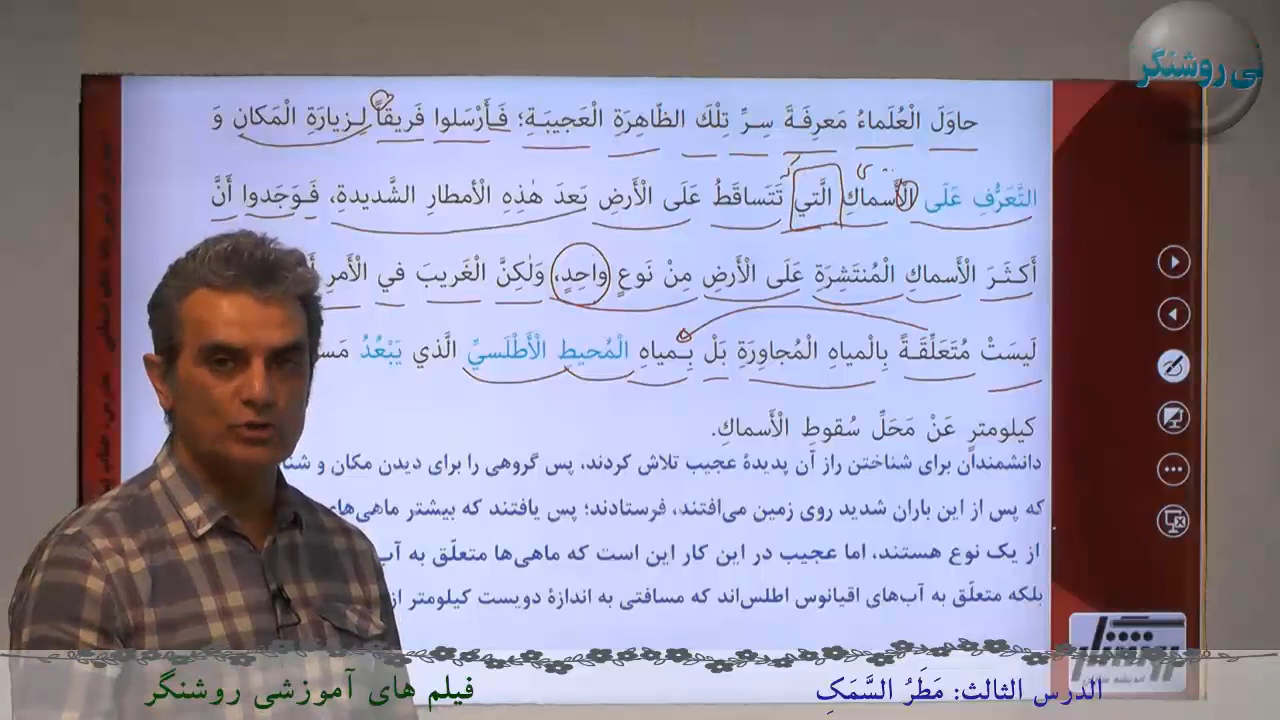 بی روشنگر
حاوَلَ الْعُلَماءُ مَعرِفَةَ سِرِّ تِلْكَ الظّاهِرَةِ الْعَجيبَةِ؛ فَأَرْسَلوا فَريقاً لِزيارَةِ الْمَكانِ وَ
التَّعَرُّفِ عَلَى الْأَسماكِ الَّتي تَتَساقَطُ عَلَى الْأَرضِ بَعدَ هٰذِهِ الْأَمطارِ الشَّديدةِ، فَوَجَدوا أَنَّ
أَكثَرَ الْأَسماكِ الْمُنتَشِرَةِ عَلَى الْأَرضِ مِنْ نَوعٍ واحِدٍ، وَلٰكِنَّ الْغَريبَ في الْأَمرِ
لَيسَتْ مُتَعَلِّقَةً بِالْمياهِ الْمُجاوِرَةِ بَلْ بِمياهِ الْمُحيطِ الْأَطْلَسيِّ الَّذي يَبْعُدُ
كيلومترٍ عَنْ مَحَلِّ سُقوطِ الْأَسماكِ.
دانشمندان برای شناختن راز آن پدیدهٔ عجیب تلاش کردند، پس گروهی را برای دیدن مکان و
که پس از این باران شدید روی زمین می‌افتند، فرستادند؛ پس یافتند که بیشتر ماهی‌های
از یک نوع هستند، اما عجیب در این کار این است که ماهی‌ها متعلّق به
بلکه متعلّق به آب‌های اقیانوس اطلس‌اند که مسافتی به اندازهٔ دویست کیلومتر از
فیلم های آموزشی روشنگر
الدرس الثالث: مَطَرُ السَّمَكِ